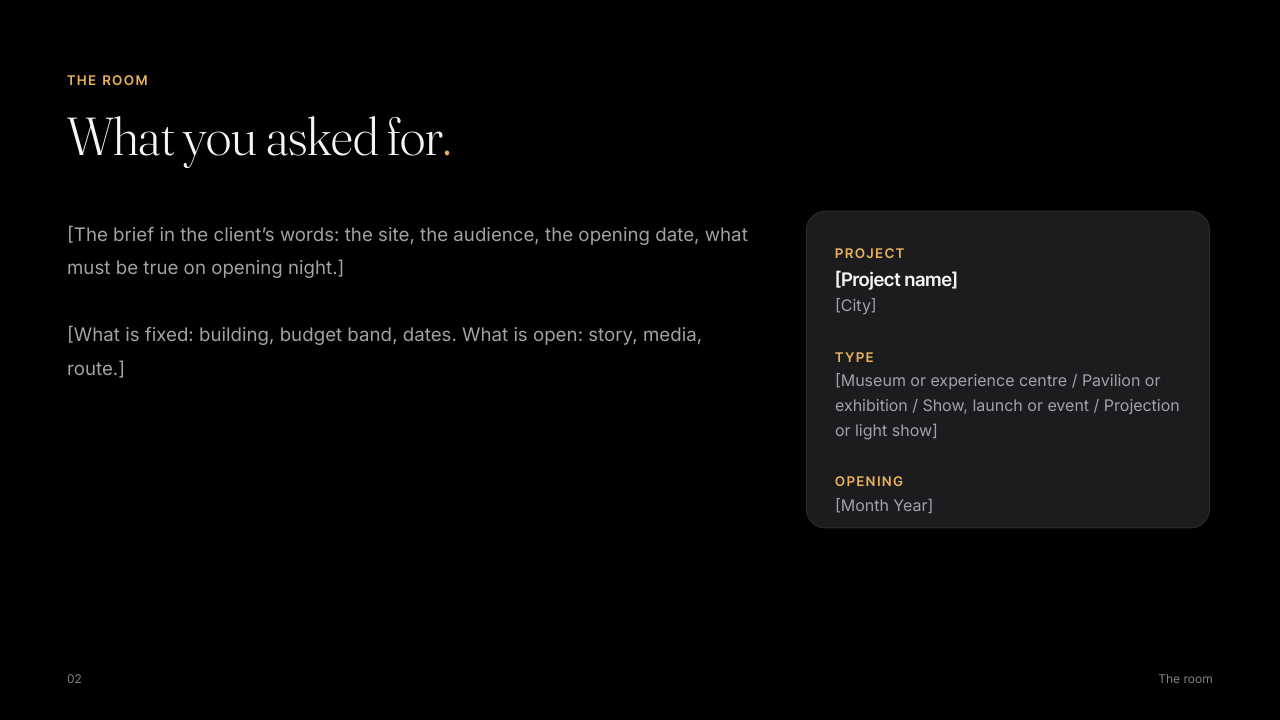 THE ROOM
What you asked for.
[The brief in the client’s words: the site, the audience, the opening date, what
must be true on opening night.]
[What is fixed: building, budget band, dates. What is open: story, media,
route.]
PROJECT
[Project name]
[City]
TYPE
[Museum or experience centre / Pavilion or
exhibition / Show, launch or event / Projection
or light show]
OPENING
[Month Year]
02
The room